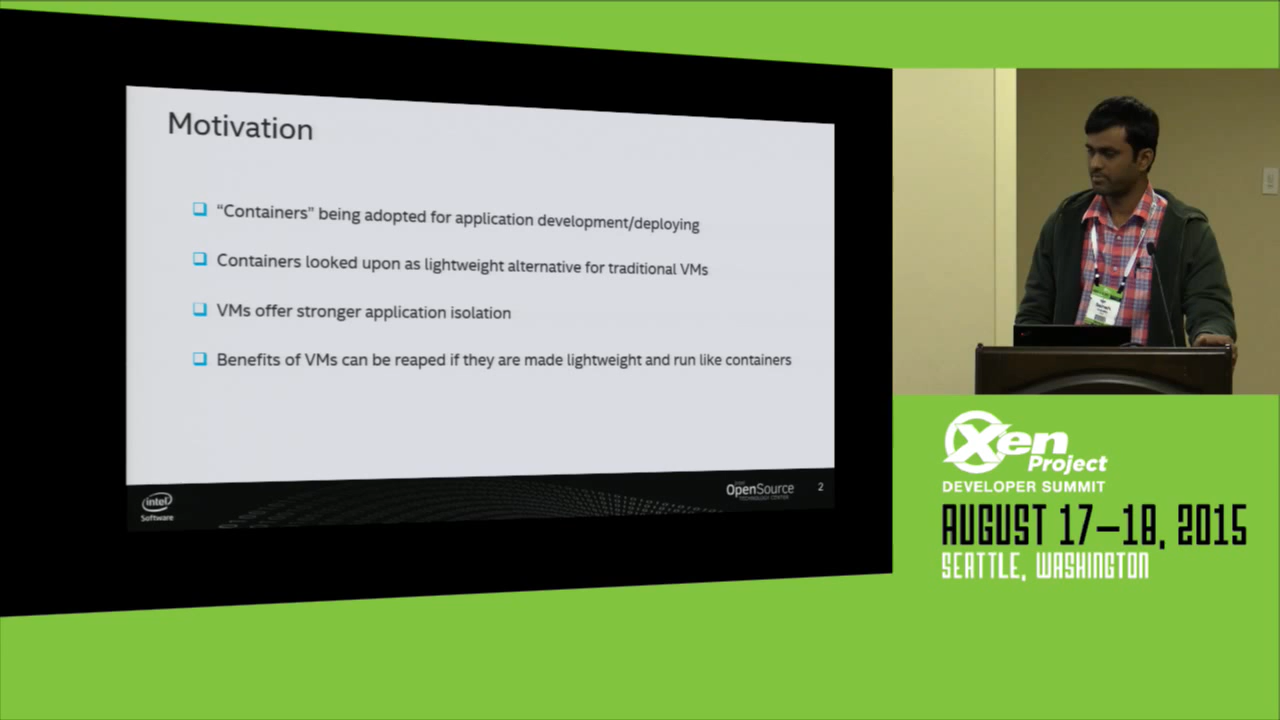 Motivation
“Containers” being adopted for application development/deploying
Containers looked upon as lightweight alternative for traditional VMs
VMs offer stronger application isolation
Benefits of VMs can be reaped if they are made lightweight and run like containers
intel
Software
OpenSource
TECHNOLOGY CENTER
2
Xen
Project
DEVELOPER SUMMIT
AUGUST 17–18, 2015
SEATTLE, WASHINGTON